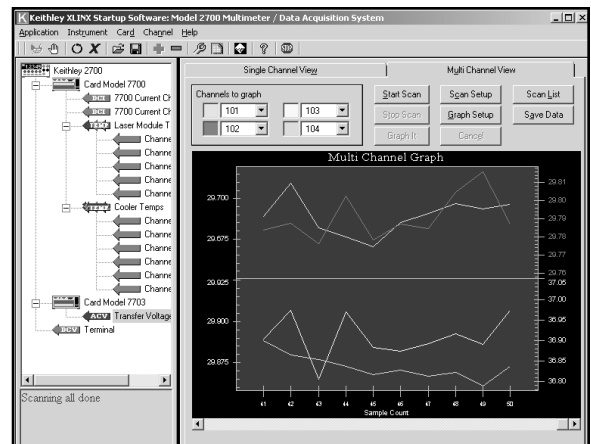 Keithley XLINX Startup Software: Model 2700 Multimeter / Data Acquisition System
Application Instrument Card Channel Help
Keithley 2700
Card Model 7700
DCI 7700 Current Ch
DCI 7700 Current Ch
Laser Module T
Channe
Channe
Channe
Channe
Cooler Temps
Channe
Channe
Channe
Channe
Card Model 7703
ACV Transfer Voltage
DCV Terminal
Scanning all done
Single Channel View
Multi Channel View
Channels to graph
101 103
102 104
Start Scan Scan Setup Scan List
Stop Scan Graph Setup Save Data
Graph It Cancel
Multi Channel Graph
29.700
29.675
29.925
29.900
29.875
29.81
29.80
29.79
29.78
29.77
29.76
37.05
37.00
36.95
36.90
36.85
36.80
41 42 43 44 45 46 47 48 49 50
Sample Count